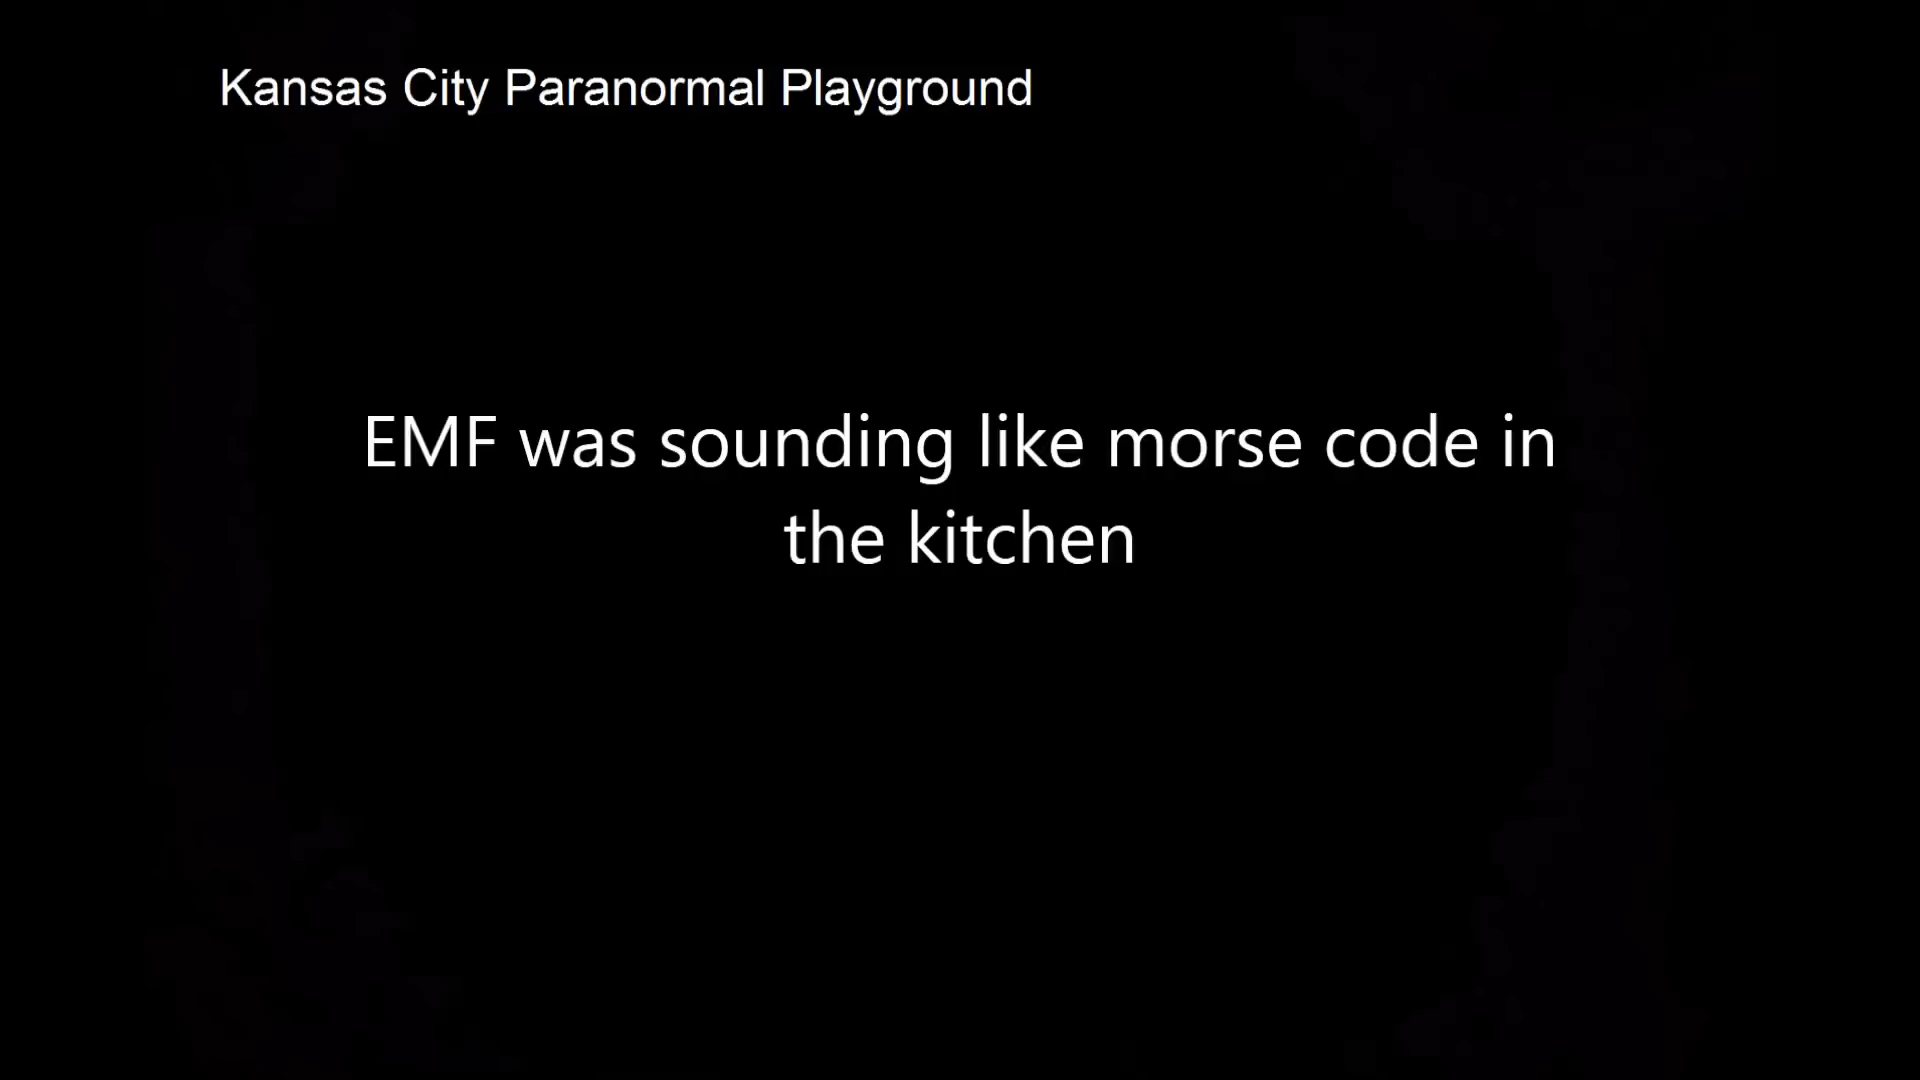 Kansas City Paranormal Playground
EMF was sounding like morse code in
the kitchen